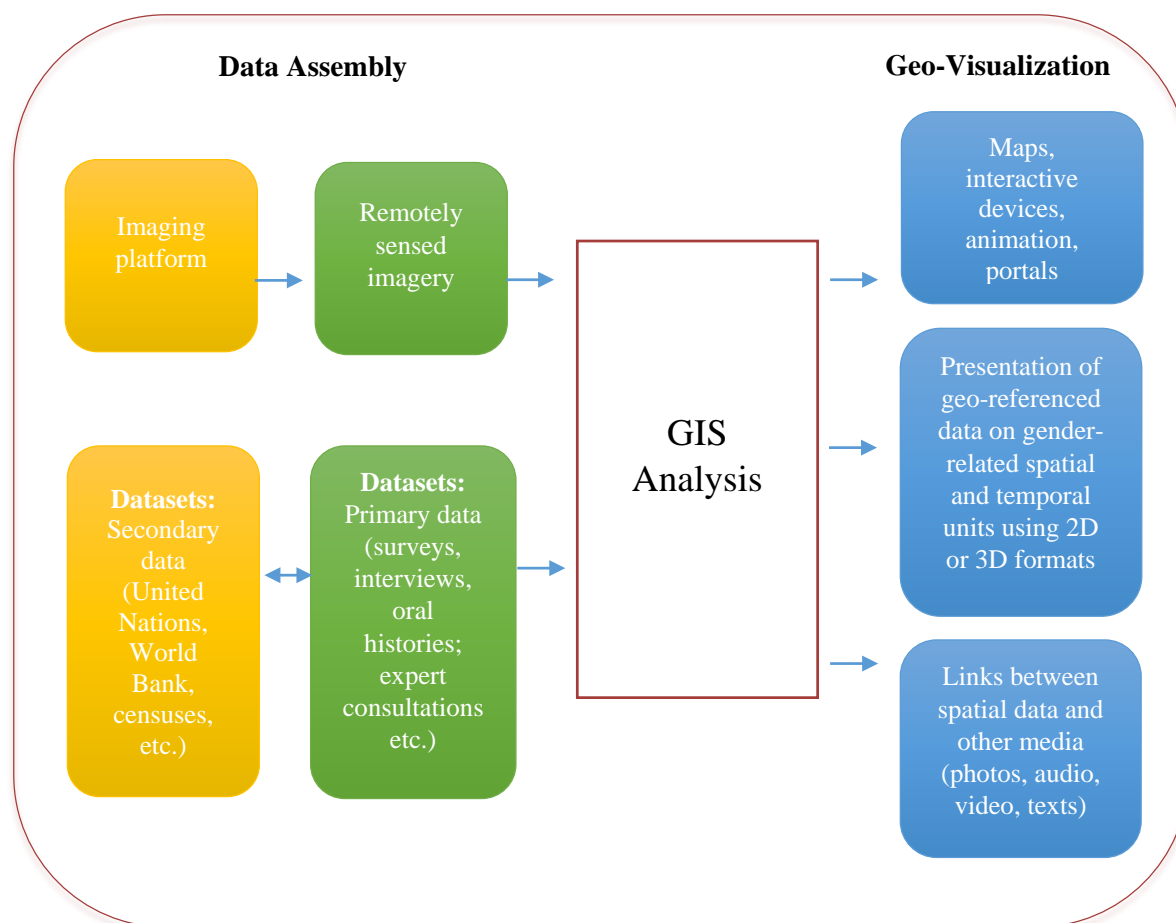 Data Assembly
Geo-Visualization
Imaging
platform
Remotely
sensed
imagery
Datasets:
Secondary
data
(United
Nations,
World
Bank,
censuses,
etc.)
Datasets:
Primary data
(surveys,
interviews,
oral
histories;
expert
consultations
etc.)
GIS
Analysis
Maps,
interactive
devices,
animation,
portals
Presentation of
geo-referenced
data on gender-
related spatial
and temporal
units using 2D
or 3D formats
Links between
spatial data and
other media
(photos, audio,
video, texts)